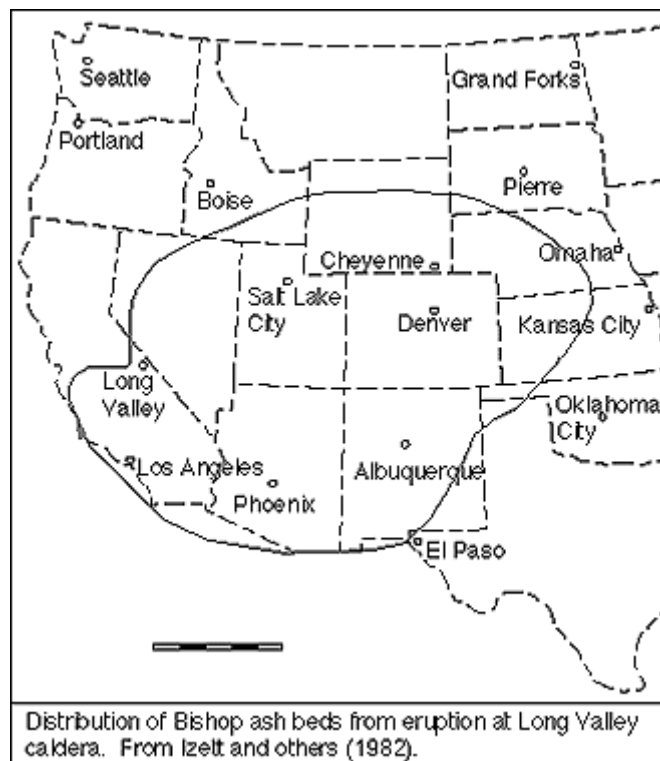 Seattle
Grand Forks
Portland
Boise
Pierre
Omaha
Cheyenne
Salt Lake
City
Denver
Kansas City
Long
Valley
Oklahoma
City
Los Angeles
Albuquerque
Phoenix
El Paso
Distribution of Bishop ash beds from eruption at Long Valley
caldera. From Izett and others (1982).